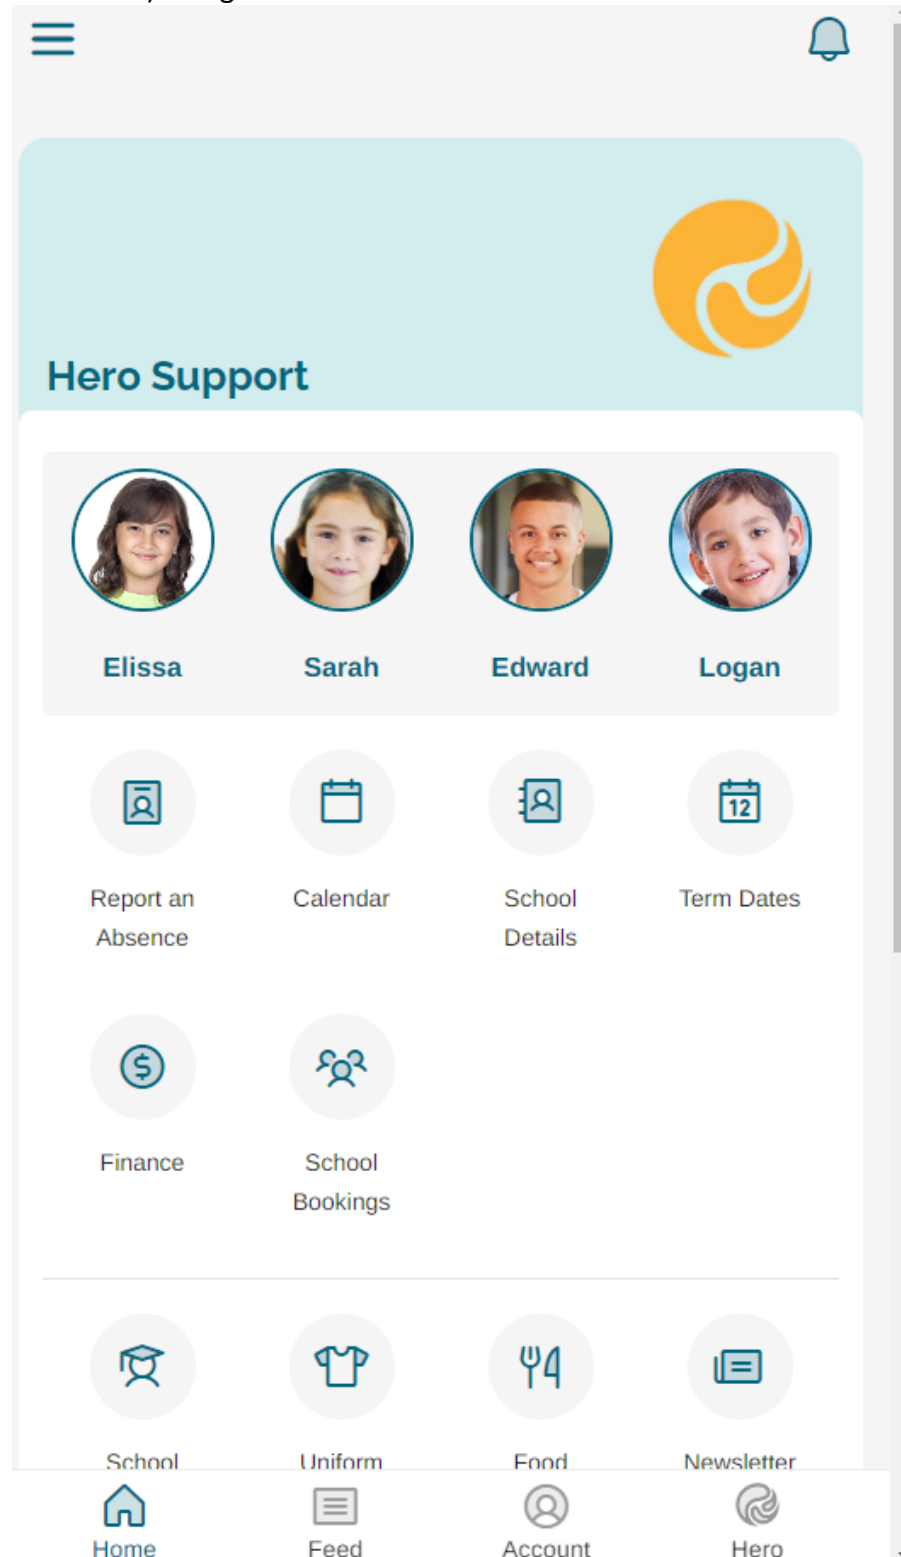 Hero Support
Elissa Sarah Edward Logan
Report an Calendar School Term Dates
Absence Details
12
Finance School
Bookings
School Uniform Food Newsletter
Home Feed Account Hero